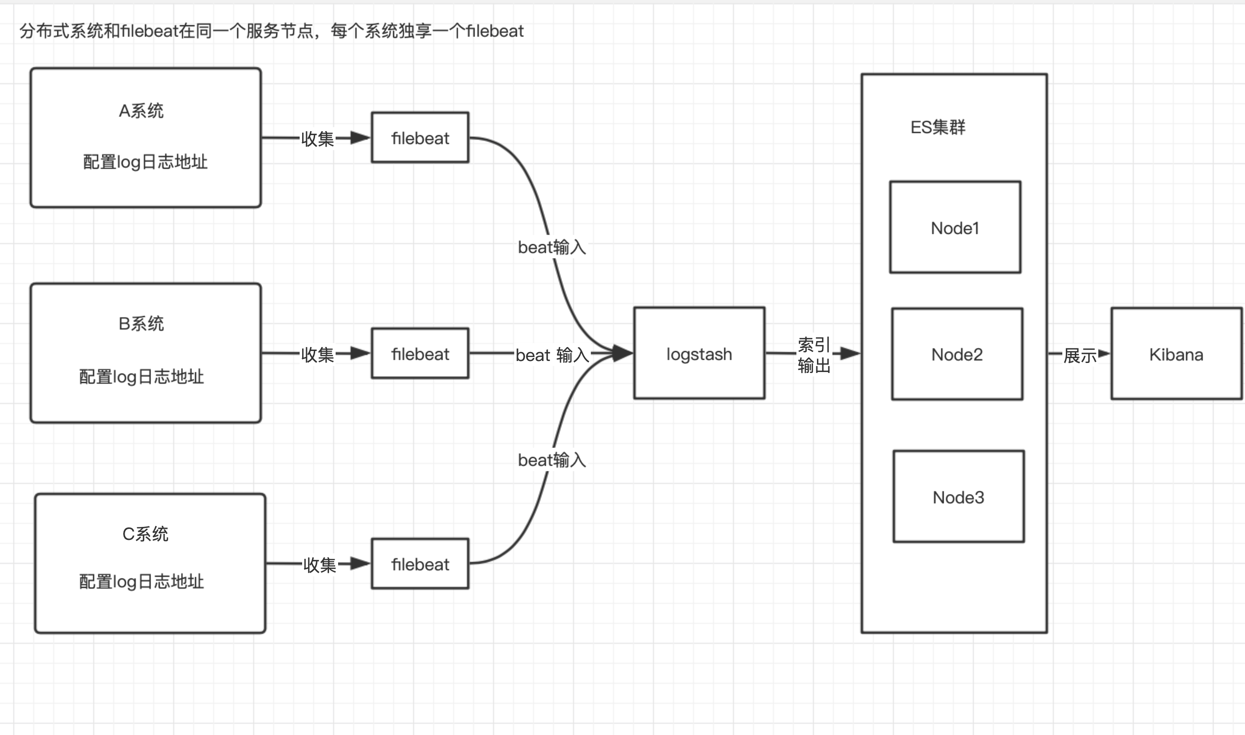 分布式系统和filebeat在同一个服务节点，每个系统独享一个filebeat
A系统
配置log日志地址
收集
filebeat
beat输入
B系统
配置log日志地址
收集
filebeat
beat 输入
C系统
配置log日志地址
收集
filebeat
beat输入
logstash
索引
输出
ES集群
Node1
Node2
Node3
展示
Kibana